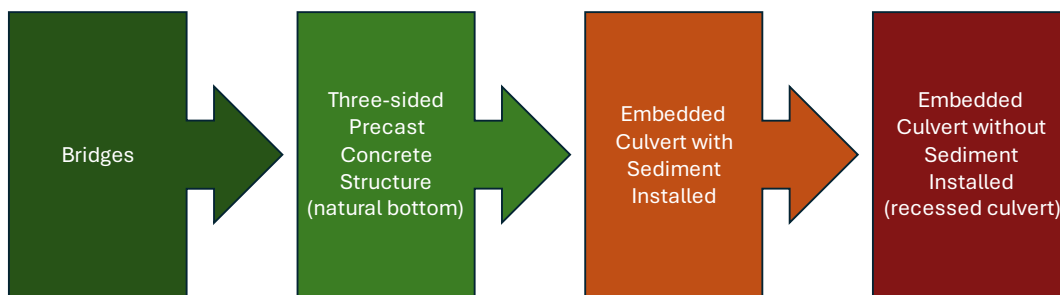 Bridges
Three-sided
Precast
Concrete
Structure
(natural bottom)
Embedded
Culvert with
Sediment
Installed
Embedded
Culvert without
Sediment
Installed
(recessed culvert)